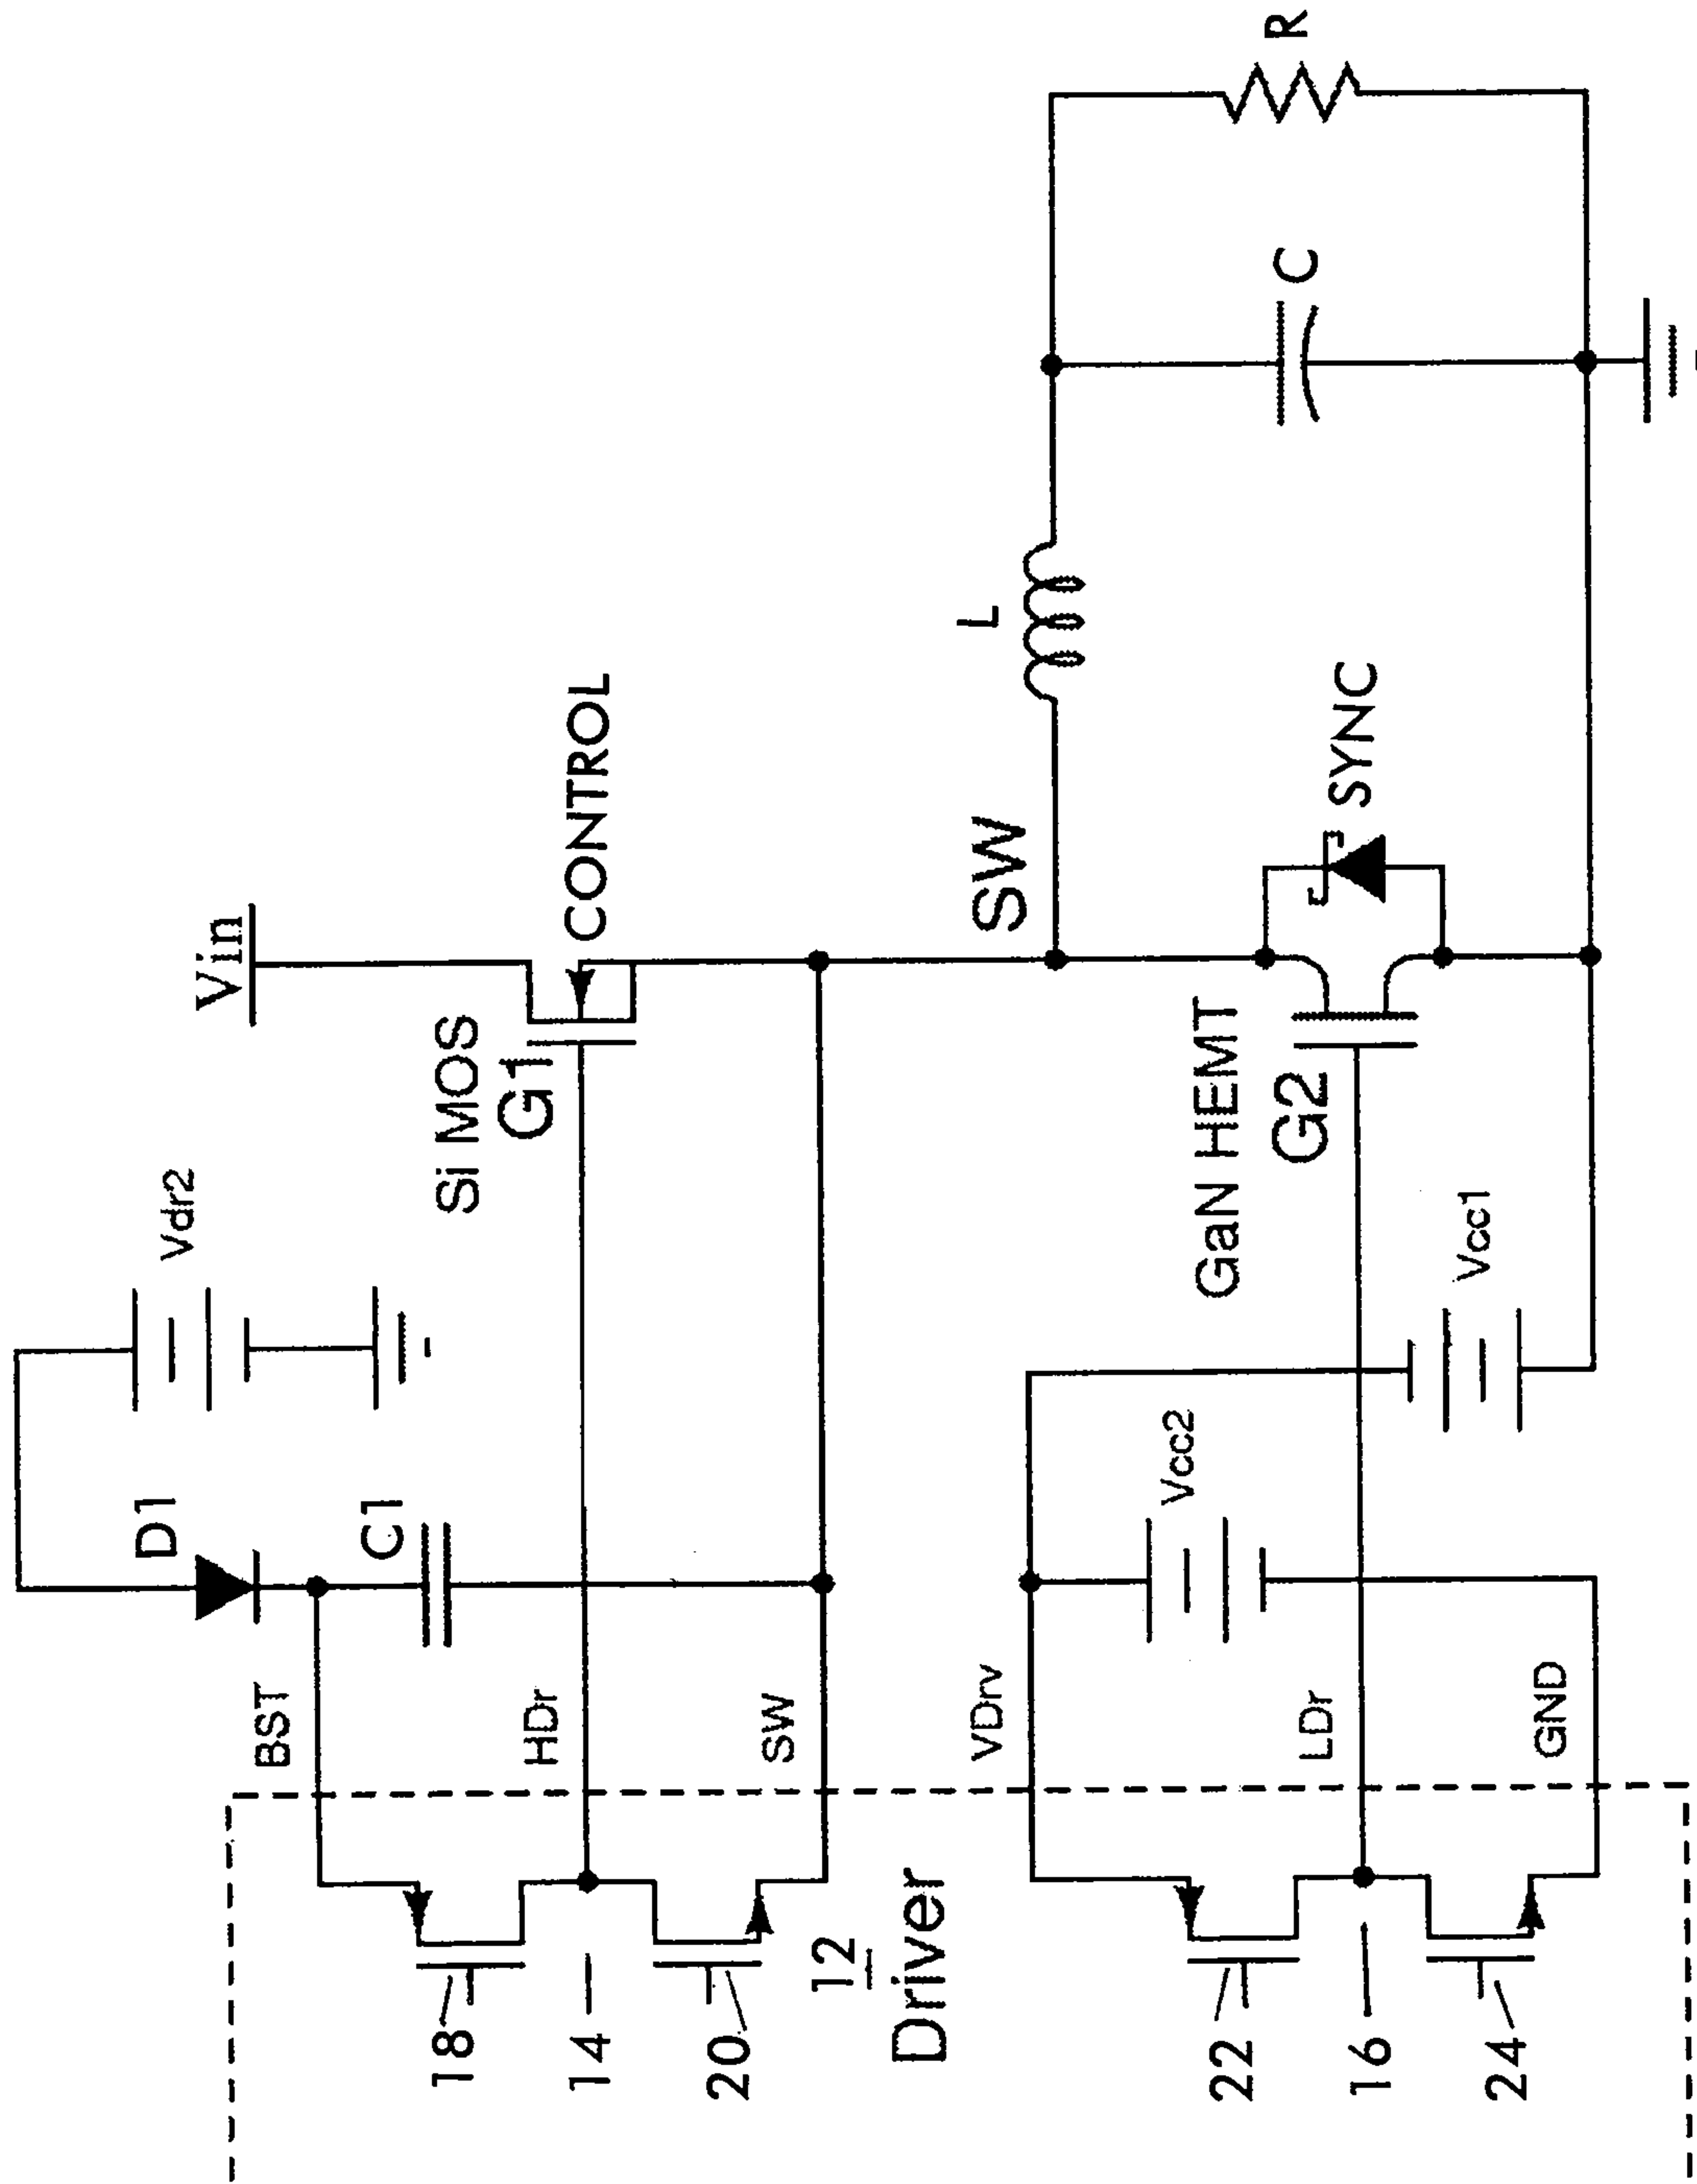 Vin
Vdr2
D1
C1
BST
Si MOS
G1
CONTROL
HDr
SW
18
14
20
12
Driver
SW
L
R
C
VDrv
Vcc2
Vcc1
GaN HEMT
G2
SYNC
LDr
GND
22
16
24